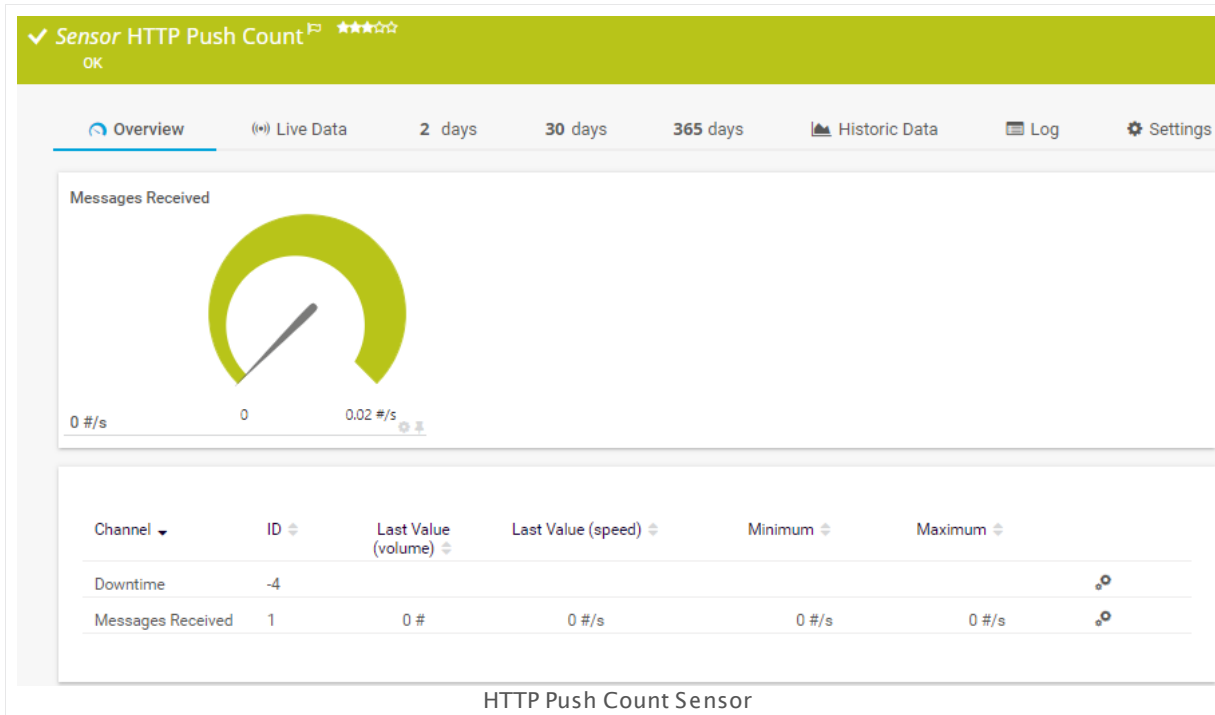 Sensor HTTP Push Count
OK
Overview Live Data 2 days 30 days 365 days Historic Data Log Settings
Messages Received
0 0.02 #/s
0 #/s
Channel ID Last Value (volume) Last Value (speed) Minimum Maximum
Downtime -4
Messages Received 1 0 # 0 #/s 0 #/s 0 #/s
HTTP Push Count Sensor